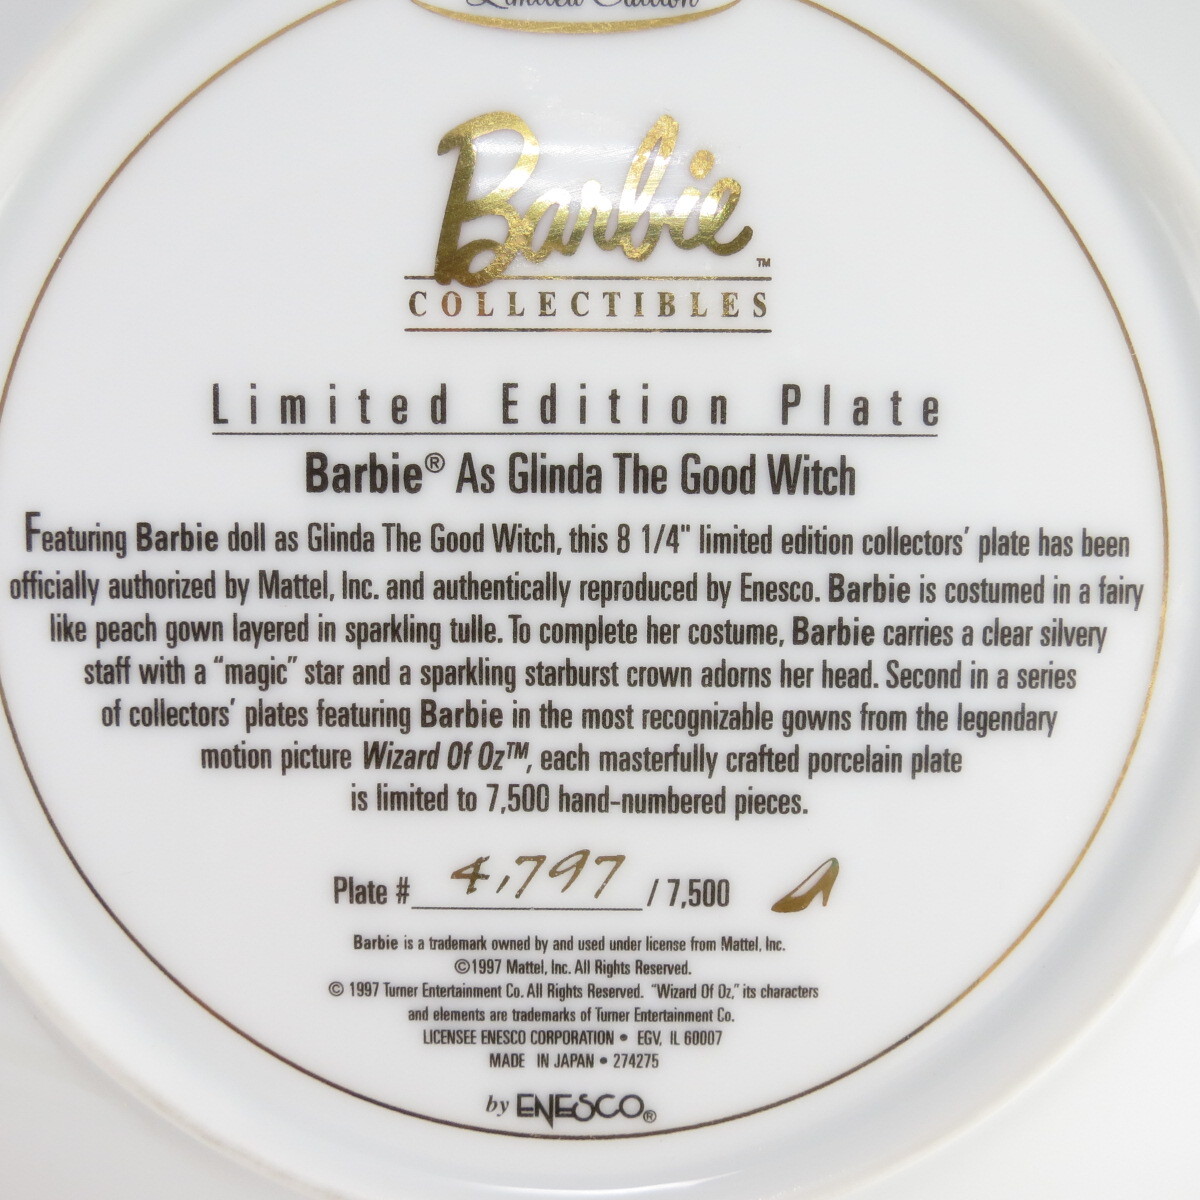 Limited Edition
Barbie™
COLLECTIBLES
Limited Edition Plate
Barbie® As Glinda The Good Witch
Featuring Barbie doll as Glinda The Good Witch, this 8 1/4" limited edition collectors' plate has been
officially authorized by Mattel, Inc. and authentically reproduced by Enesco. Barbie is costumed in a fairy
like peach gown layered in sparkling tulle. To complete her costume, Barbie carries a clear silvery
staff with a “magic” star and a sparkling starburst crown adorns her head. Second in a series
of collectors' plates featuring Barbie in the most recognizable gowns from the legendary
motion picture Wizard Of Oz™, each masterfully crafted porcelain plate
is limited to 7,500 hand-numbered pieces.
Plate # 4,797 / 7,500
Barbie is a trademark owned by and used under license from Mattel, Inc.
©1997 Mattel, Inc. All Rights Reserved.
© 1997 Turner Entertainment Co. All Rights Reserved. “Wizard Of Oz,” its characters
and elements are trademarks of Turner Entertainment Co.
LICENSEE ENESCO CORPORATION • EGV, IL 60007
MADE IN JAPAN • 274275
by ENESCO®